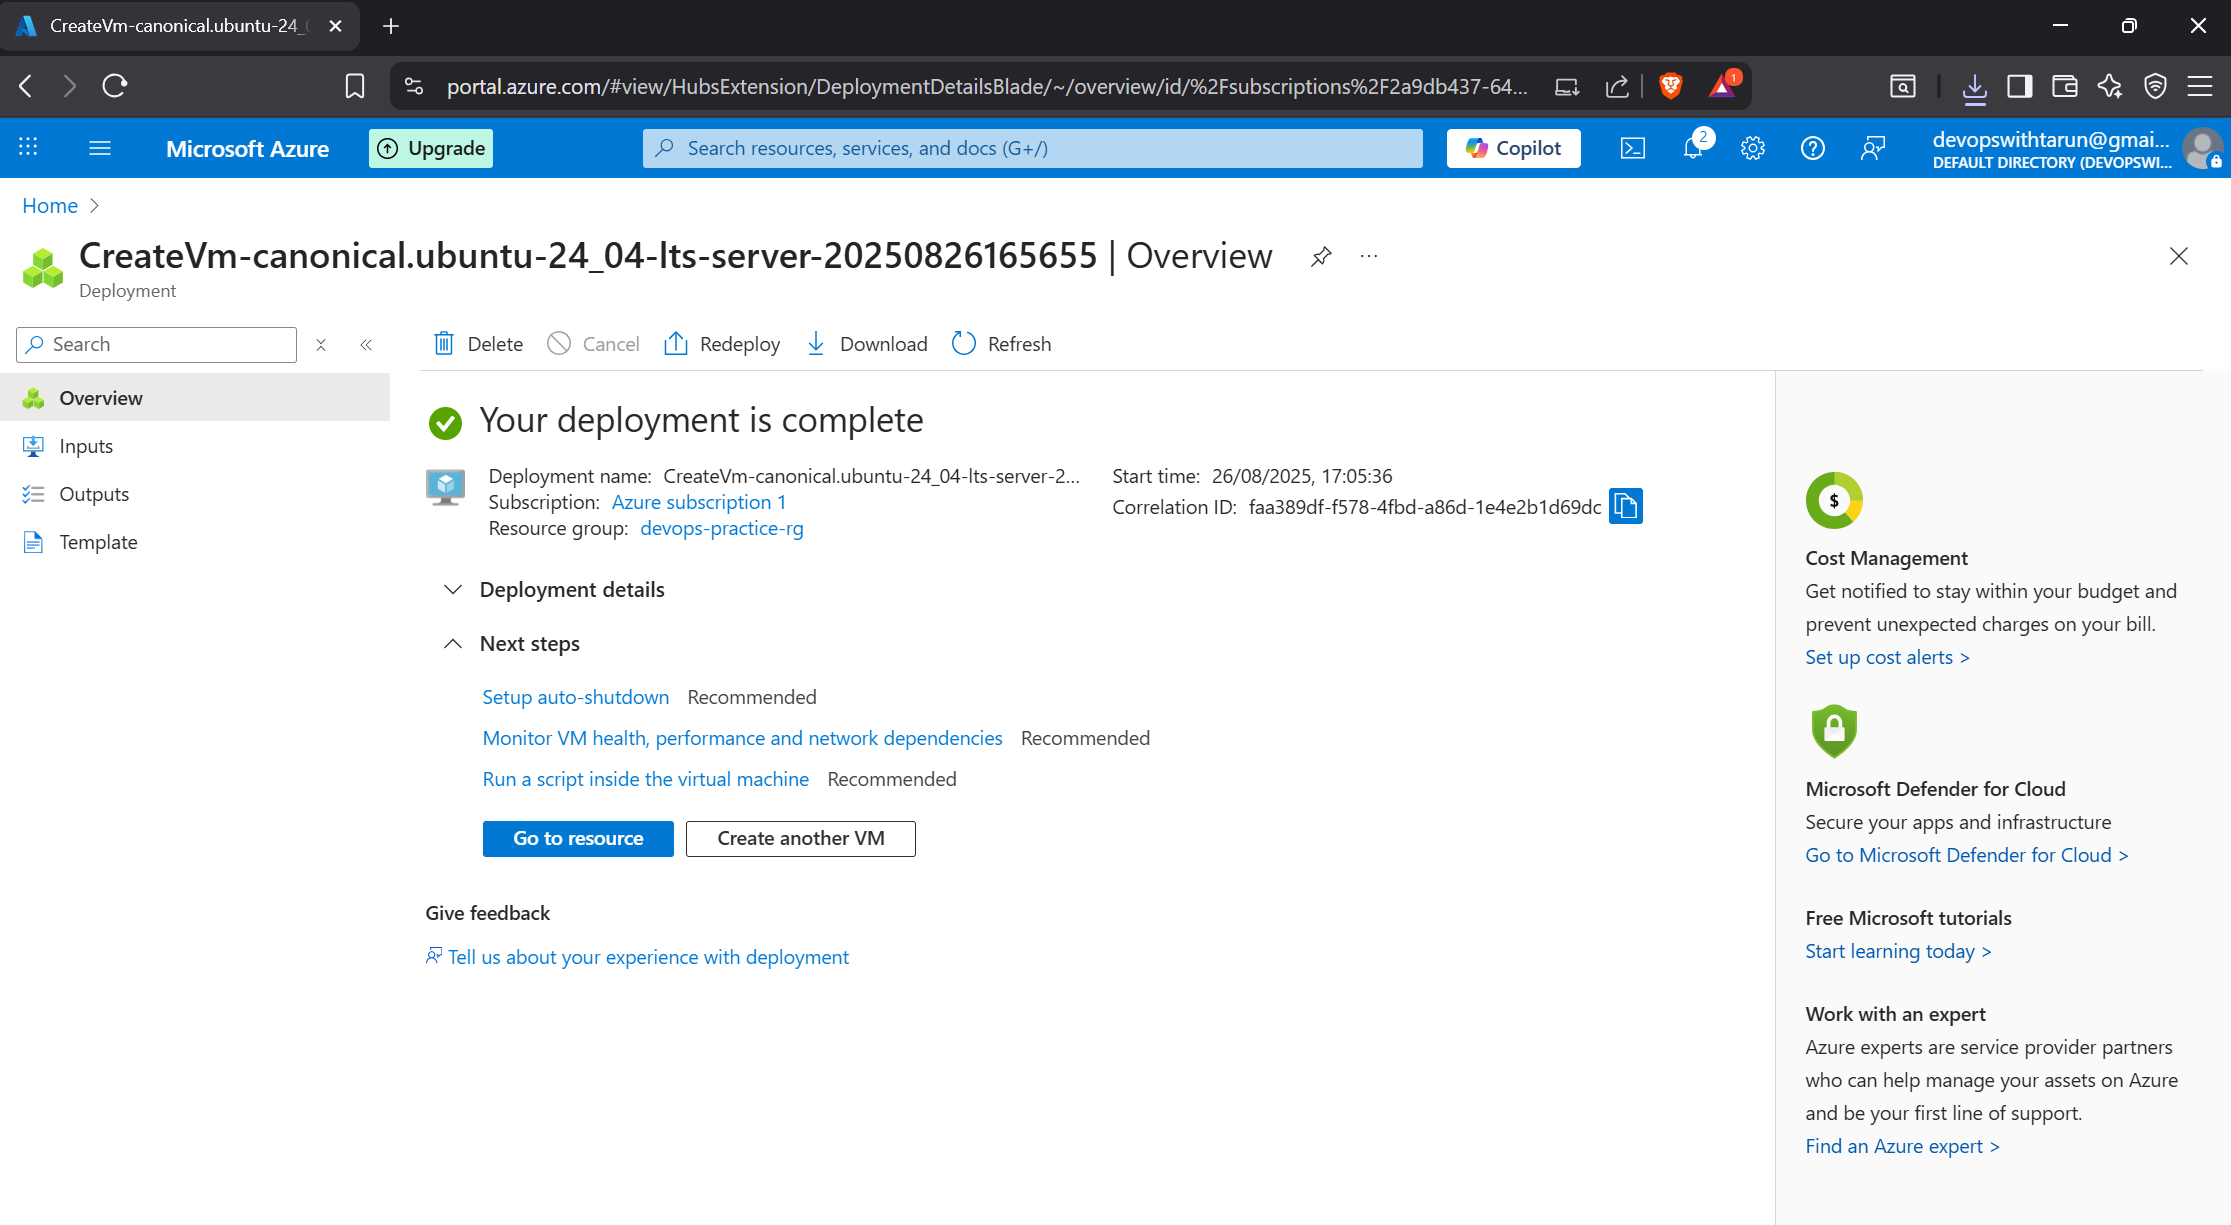 CreateVm-canonical.ubuntu-24_
portal.azure.com/#view/HubsExtension/DeploymentDetailsBlade/~/overview/id/%2Fsubscriptions%2F2a9db437-64...
1
Microsoft Azure
Upgrade
Search resources, services, and docs (G+/)
Copilot
2
devopswithtarun@gmai...
DEFAULT DIRECTORY (DEVOPSWI...
Home
CreateVm-canonical.ubuntu-24_04-lts-server-20250826165655 | Overview
Deployment
Search
Overview
Inputs
Outputs
Template
Delete
Cancel
Redeploy
Download
Refresh
Your deployment is complete
Deployment name: CreateVm-canonical.ubuntu-24_04-lts-server-2...
Subscription: Azure subscription 1
Resource group: devops-practice-rg
Start time: 26/08/2025, 17:05:36
Correlation ID: faa389df-f578-4fbd-a86d-1e4e2b1d69dc
Deployment details
Next steps
Setup auto-shutdown Recommended
Monitor VM health, performance and network dependencies Recommended
Run a script inside the virtual machine Recommended
Go to resource
Create another VM
Give feedback
Tell us about your experience with deployment
$
Cost Management
Get notified to stay within your budget and
prevent unexpected charges on your bill.
Set up cost alerts >
Microsoft Defender for Cloud
Secure your apps and infrastructure
Go to Microsoft Defender for Cloud >
Free Microsoft tutorials
Start learning today >
Work with an expert
Azure experts are service provider partners
who can help manage your assets on Azure
and be your first line of support.
Find an Azure expert >